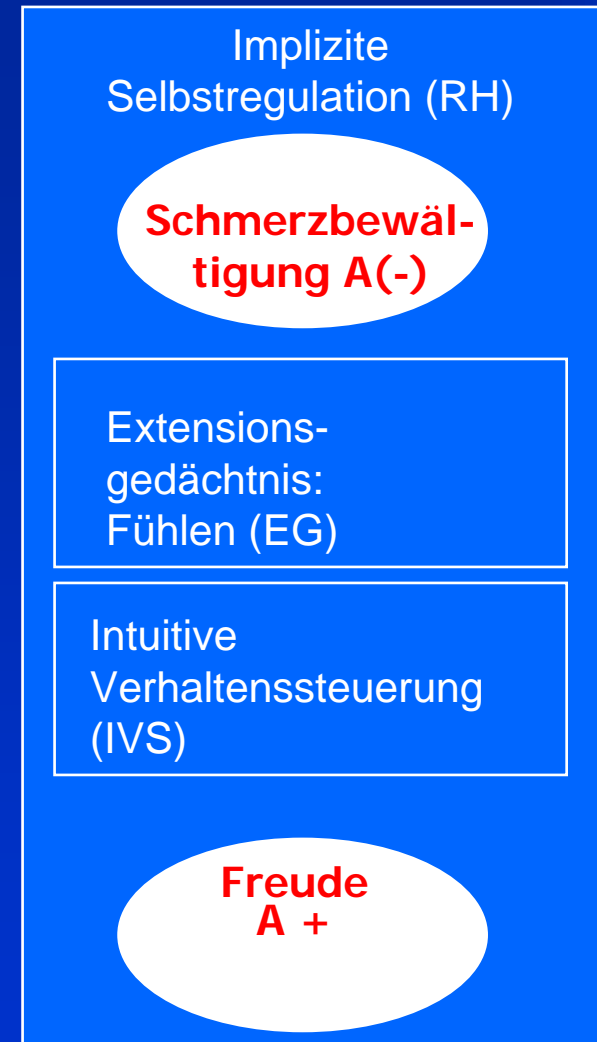 Implizite
Selbstregulation (RH)
Schmerzbewäl-
tigung A(-)
Extensions-
gedächtnis:
Fühlen (EG)
Intuitive
Verhaltenssteuerung
(IVS)
Freude
A +